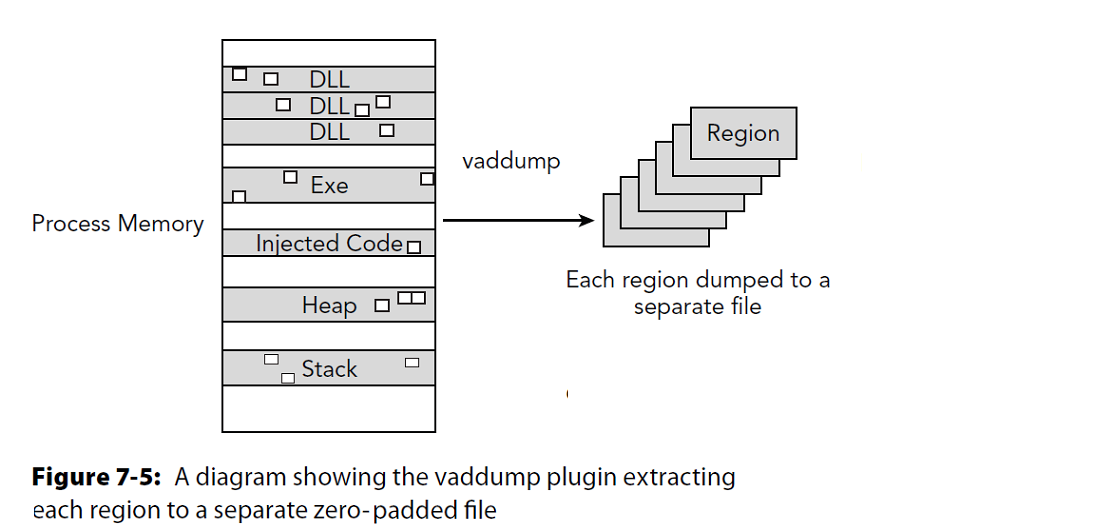 DLL
DLL
DLL
Exe
Injected Code
Heap
Stack
Process Memory
vaddump
Region
Each region dumped to a
separate file
Figure 7-5: A diagram showing the vaddump plugin extracting
each region to a separate zero-padded file